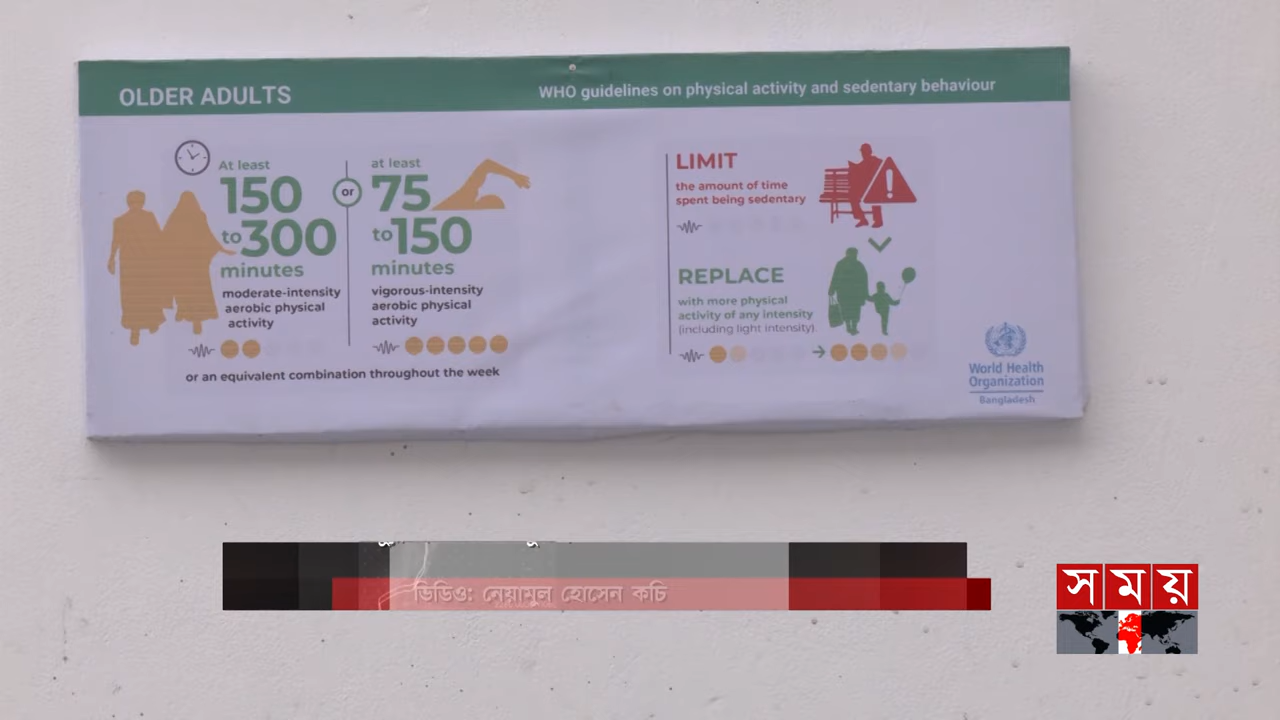 OLDER ADULTS
WHO guidelines on physical activity and sedentary behaviour
At least
150
to 300
minutes
moderate-intensity
aerobic physical
activity
or
at least
75
to 150
minutes
vigorous-intensity
aerobic physical
activity
or an equivalent combination throughout the week
LIMIT
the amount of time
spent being sedentary
REPLACE
with more physical
activity of any intensity
(including light intensity).
World Health
Organization
Bangladesh
ভিডিও: নেয়ামুল হোসেন কচি
সময়